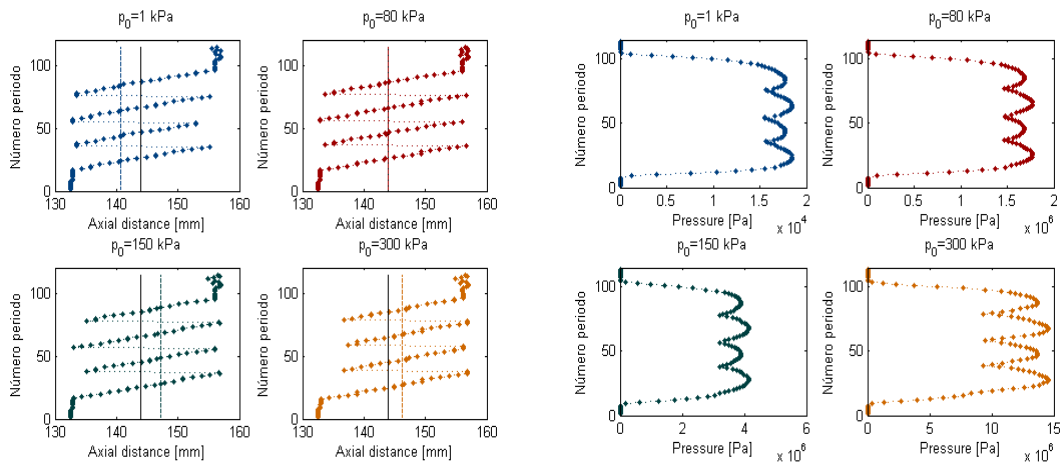 p0=1 kPa
p0=80 kPa
p0=1 kPa
p0=80 kPa
100
50
0
Número periodo
130 140 150 160
Axial distance [mm]
100
50
0
Número periodo
130 140 150 160
Axial distance [mm]
100
50
0
Número periodo
0 0.5 1 1.5 2
Pressure [Pa]
x 10^4
100
50
0
Número periodo
0 0.5 1 1.5 2
Pressure [Pa]
x 10^6
p0=150 kPa
p0=300 kPa
p0=150 kPa
p0=300 kPa
100
50
0
Número periodo
130 140 150 160
Axial distance [mm]
100
50
0
Número periodo
130 140 150 160
Axial distance [mm]
100
50
0
Número periodo
0 2 4 6
Pressure [Pa]
x 10^6
100
50
0
Número periodo
0 5 10 15
Pressure [Pa]
x 10^6